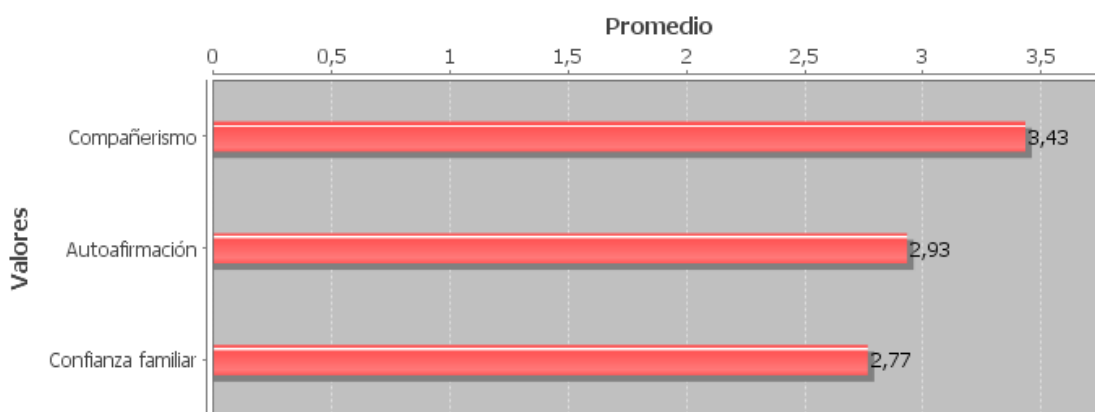 Promedio
0 0,5 1 1,5 2 2,5 3 3,5
Valores
Compañerismo 3,43
Autoafirmación 2,93
Confianza familiar 2,77